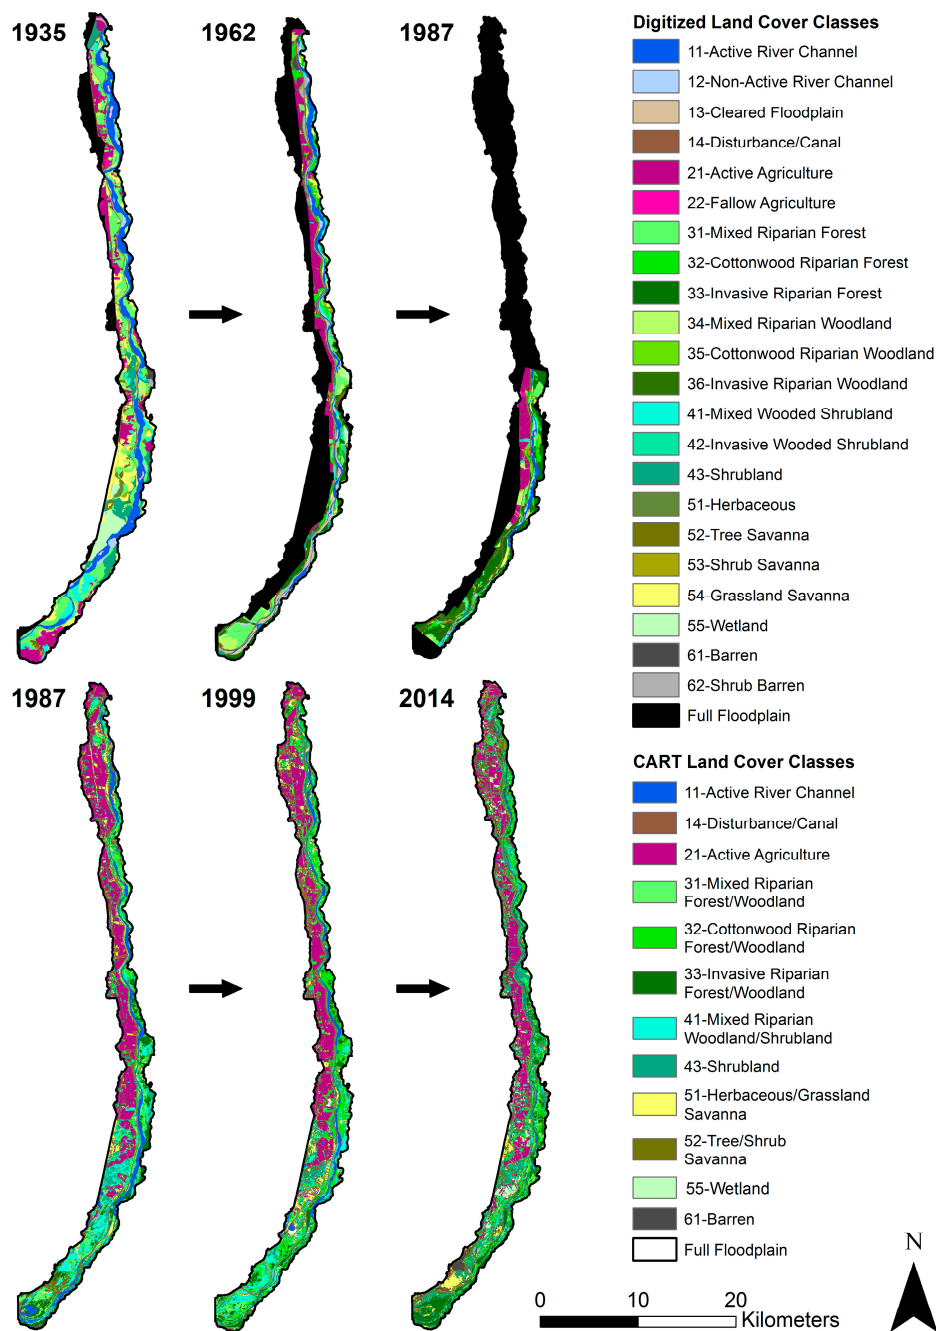 1935
1962
1987
Digitized Land Cover Classes
11-Active River Channel
12-Non-Active River Channel
13-Cleared Floodplain
14-Disturbance/Canal
21-Active Agriculture
22-Fallow Agriculture
31-Mixed Riparian Forest
32-Cottonwood Riparian Forest
33-Invasive Riparian Forest
34-Mixed Riparian Woodland
35-Cottonwood Riparian Woodland
36-Invasive Riparian Woodland
41-Mixed Wooded Shrubland
42-Invasive Wooded Shrubland
43-Shrubland
51-Herbaceous
52-Tree Savanna
53-Shrub Savanna
54-Grassland Savanna
55-Wetland
61-Barren
62-Shrub Barren
Full Floodplain
1987
1999
2014
CART Land Cover Classes
11-Active River Channel
14-Disturbance/Canal
21-Active Agriculture
31-Mixed Riparian
Forest/Woodland
32-Cottonwood Riparian
Forest/Woodland
33-Invasive Riparian
Forest/Woodland
41-Mixed Riparian
Woodland/Shrubland
43-Shrubland
51-Herbaceous/Grassland
Savanna
52-Tree/Shrub
Savanna
55-Wetland
61-Barren
Full Floodplain
N
0 10 20
Kilometers